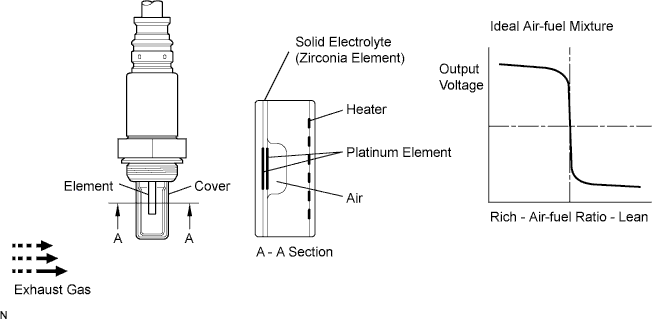 Solid Electrolyte
(Zirconia Element)
Heater
Platinum Element
Air
Element
Cover
A
A
A - A Section
Exhaust Gas
N
Ideal Air-fuel Mixture
Output
Voltage
Rich - Air-fuel Ratio - Lean